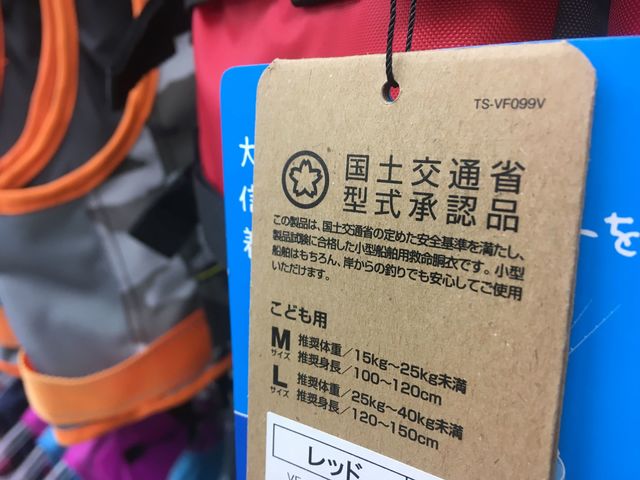 TS-VF099V
国土交通省
型式承認品
この製品は、国土交通省の定めた安全基準を満たし、
製品試験に合格した小型船舶用救命胴衣です。小型
船舶はもちろん、岸からの釣りでも安心してご使用
いただけます。
こども用
M サイズ 推奨体重/15kg~25kg未満
推奨身長/100~120cm
L サイズ 推奨体重/25kg~40kg未満
推奨身長/120~150cm
レッド
を